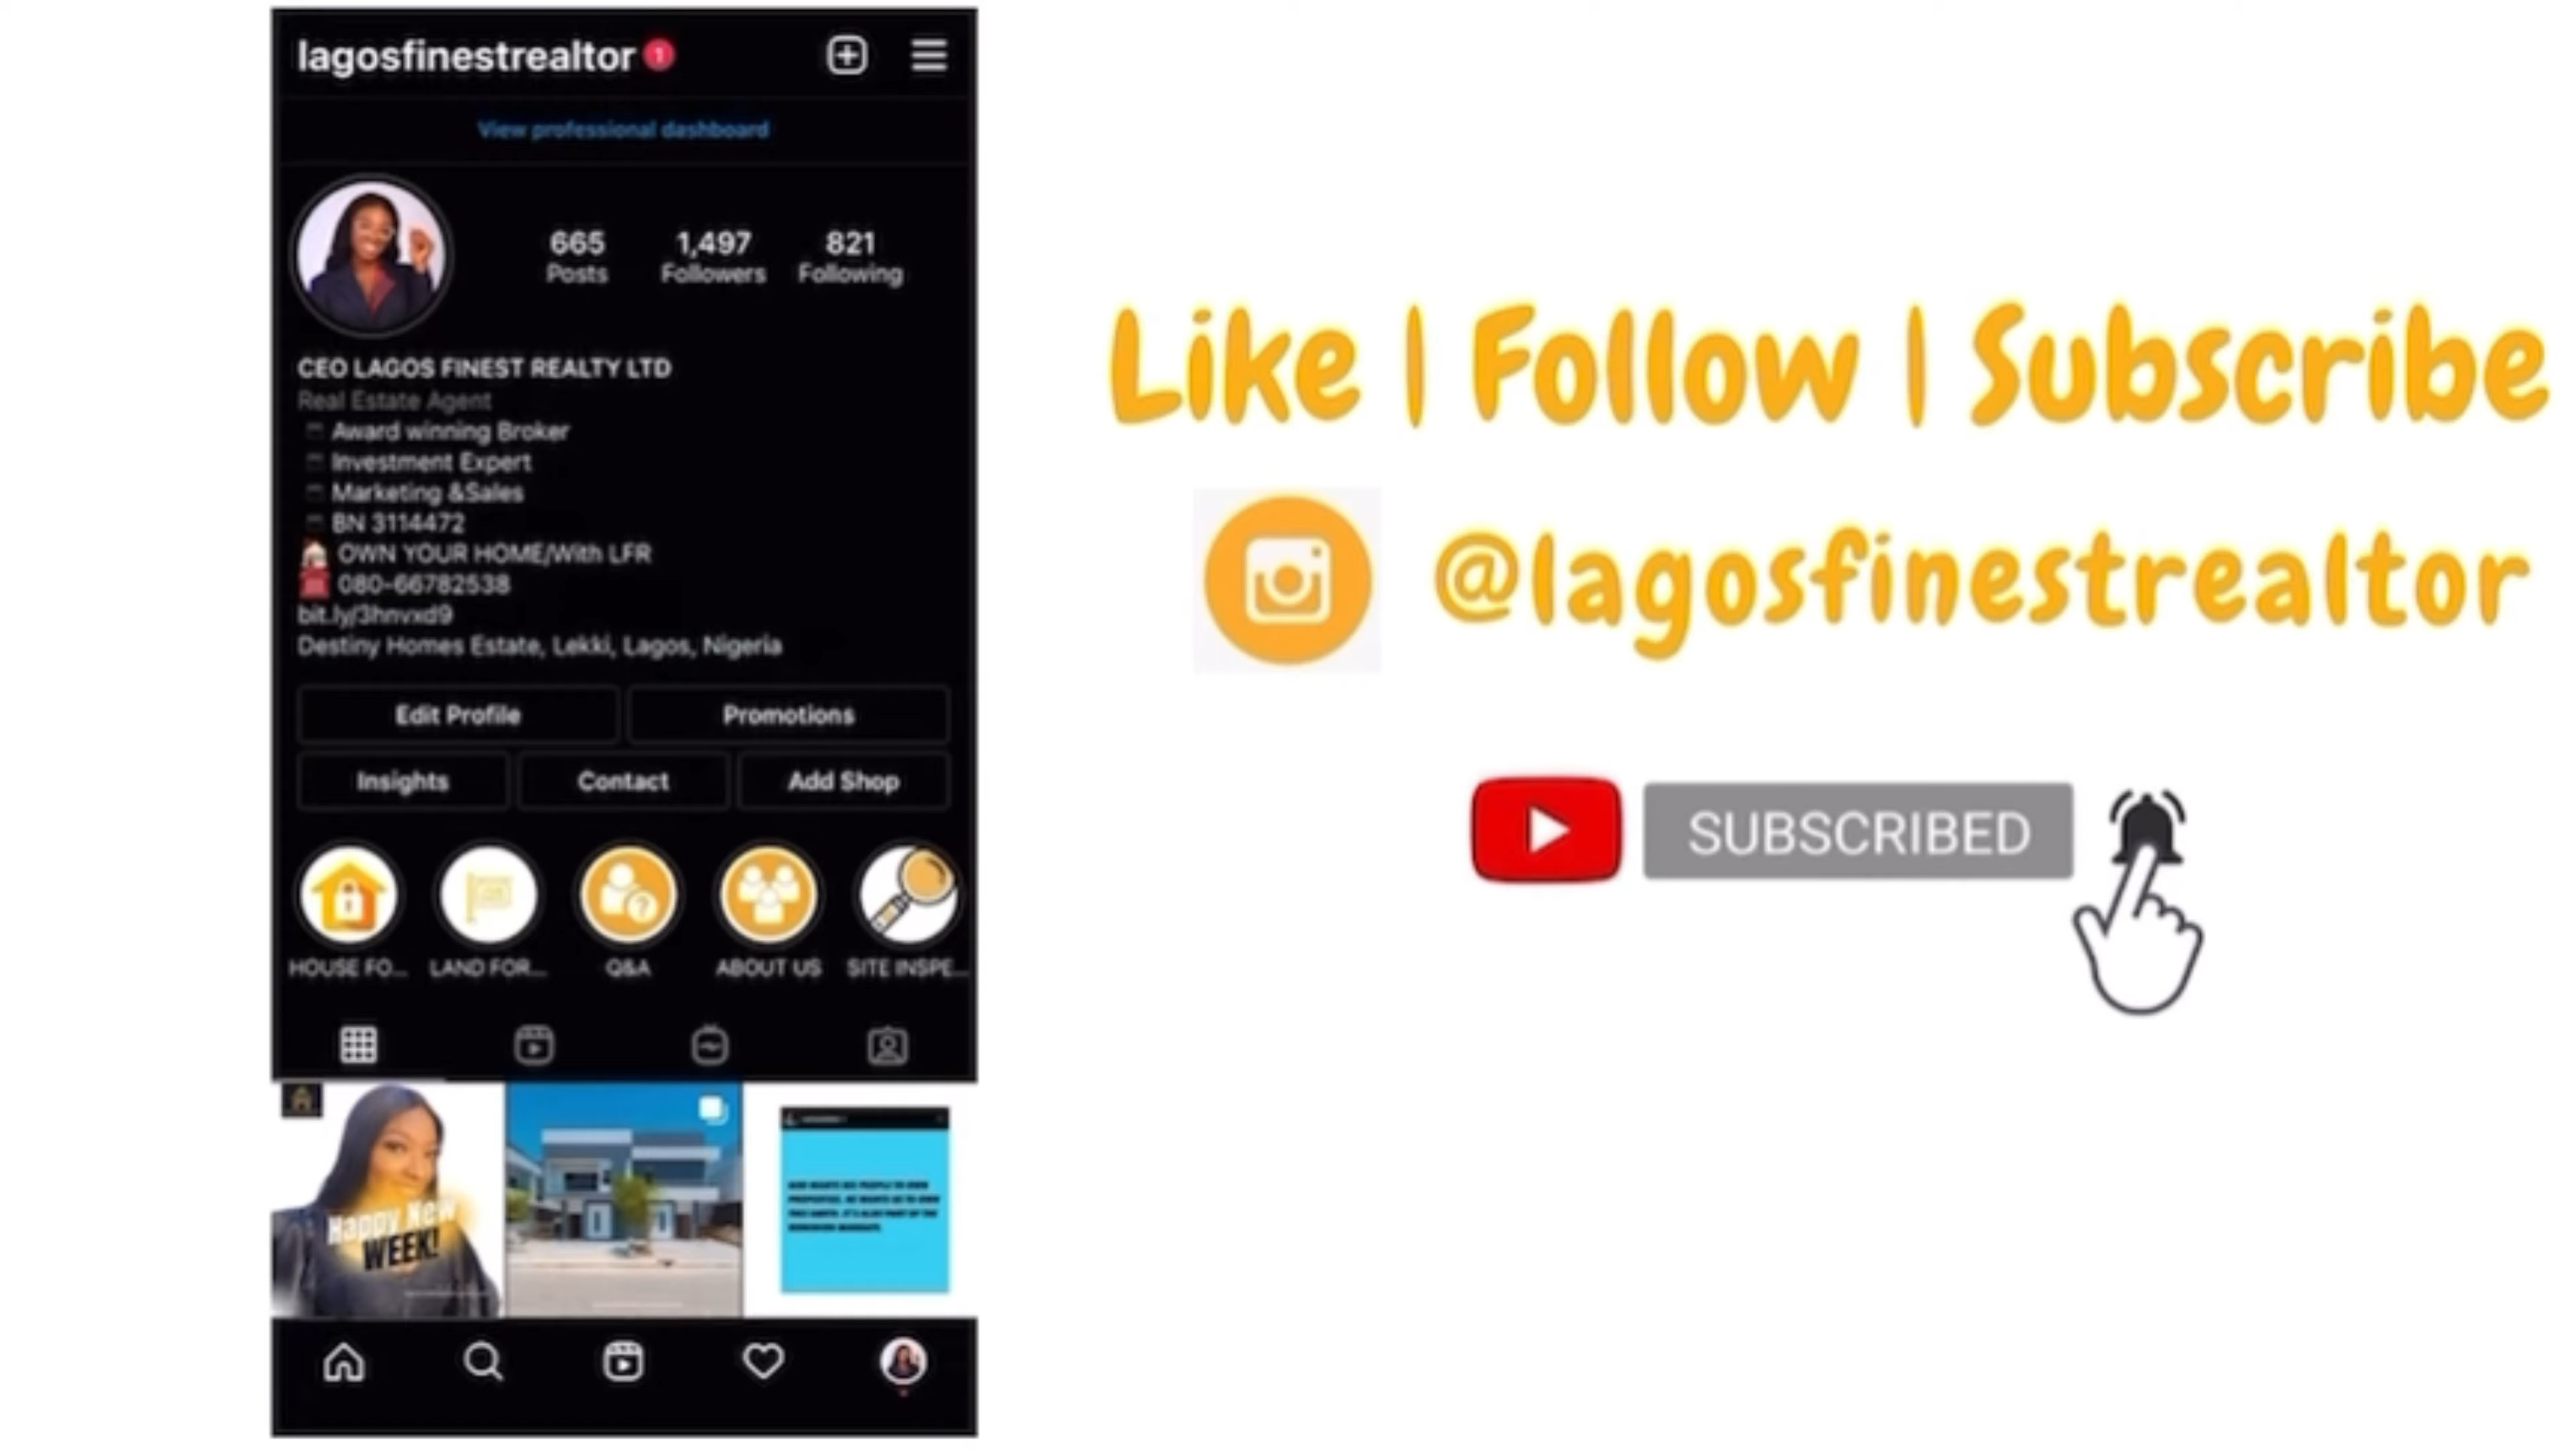 lagosfinestrealtor 1
View professional dashboard
665 1,497 821
Posts Followers Following
CEO LAGOS FINEST REALTY LTD
Real Estate Agent
Award winning Broker
Investment Expert
Marketing &Sales
BN 3114472
OWN YOUR HOME/With LFR
080-66782538
bit.ly/3hnvxd9
Destiny Homes Estate, Lekki, Lagos, Nigeria
Edit Profile Promotions
Insights Contact Add Shop
HOUSE FO... LAND FOR... Q&A ABOUT US SITE INSPE...
Happy New
WEEK!
Like | Follow | Subscribe
@lagosfinestrealtor
SUBSCRIBED